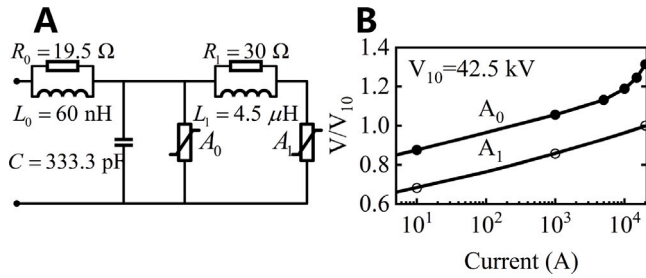 A
R₀ = 19.5 Ω
R₁ = 30 Ω
L₀ = 60 nH
L₁ = 4.5 μH
C = 333.3 pF
A₀
A₁
B
V₁₀=42.5 kV
A₀
A₁
V/V₁₀
1.4
1.2
1.0
0.8
0.6
10¹
10²
10³
10⁴
Current (A)